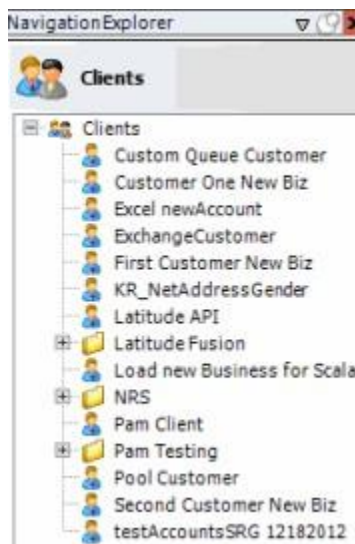 NavigationExplorer
Clients
Clients
Custom Queue Customer
Customer One New Biz
Excel newAccount
ExchangeCustomer
First Customer New Biz
KR_NetAddressGender
Latitude API
Latitude Fusion
Load new Business for Scala
NRS
Pam Client
Pam Testing
Pool Customer
Second Customer New Biz
testAccountsSRG 12182012